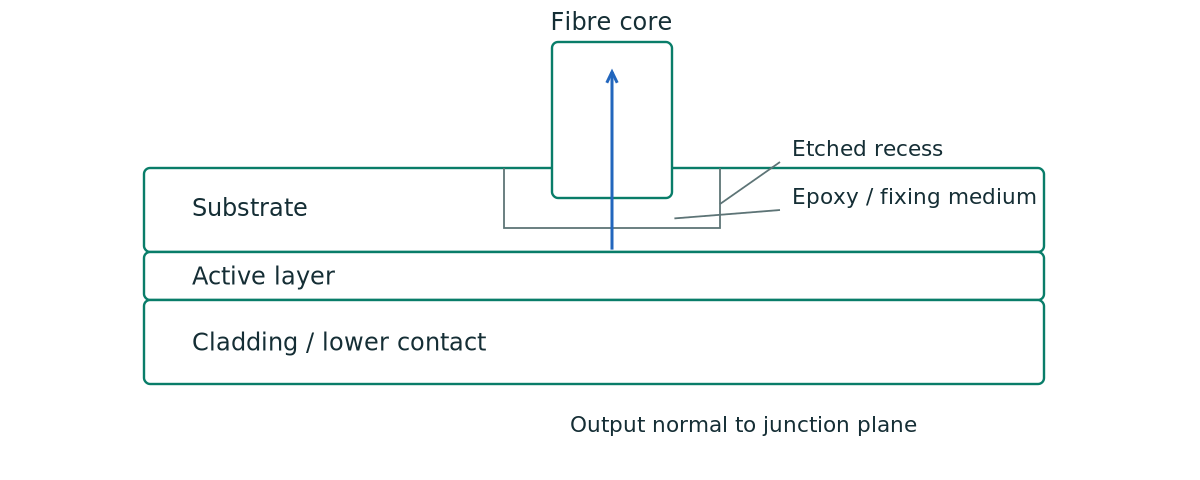 Fibre core
Etched recess
Epoxy / fixing medium
Substrate
Active layer
Cladding / lower contact
Output normal to junction plane